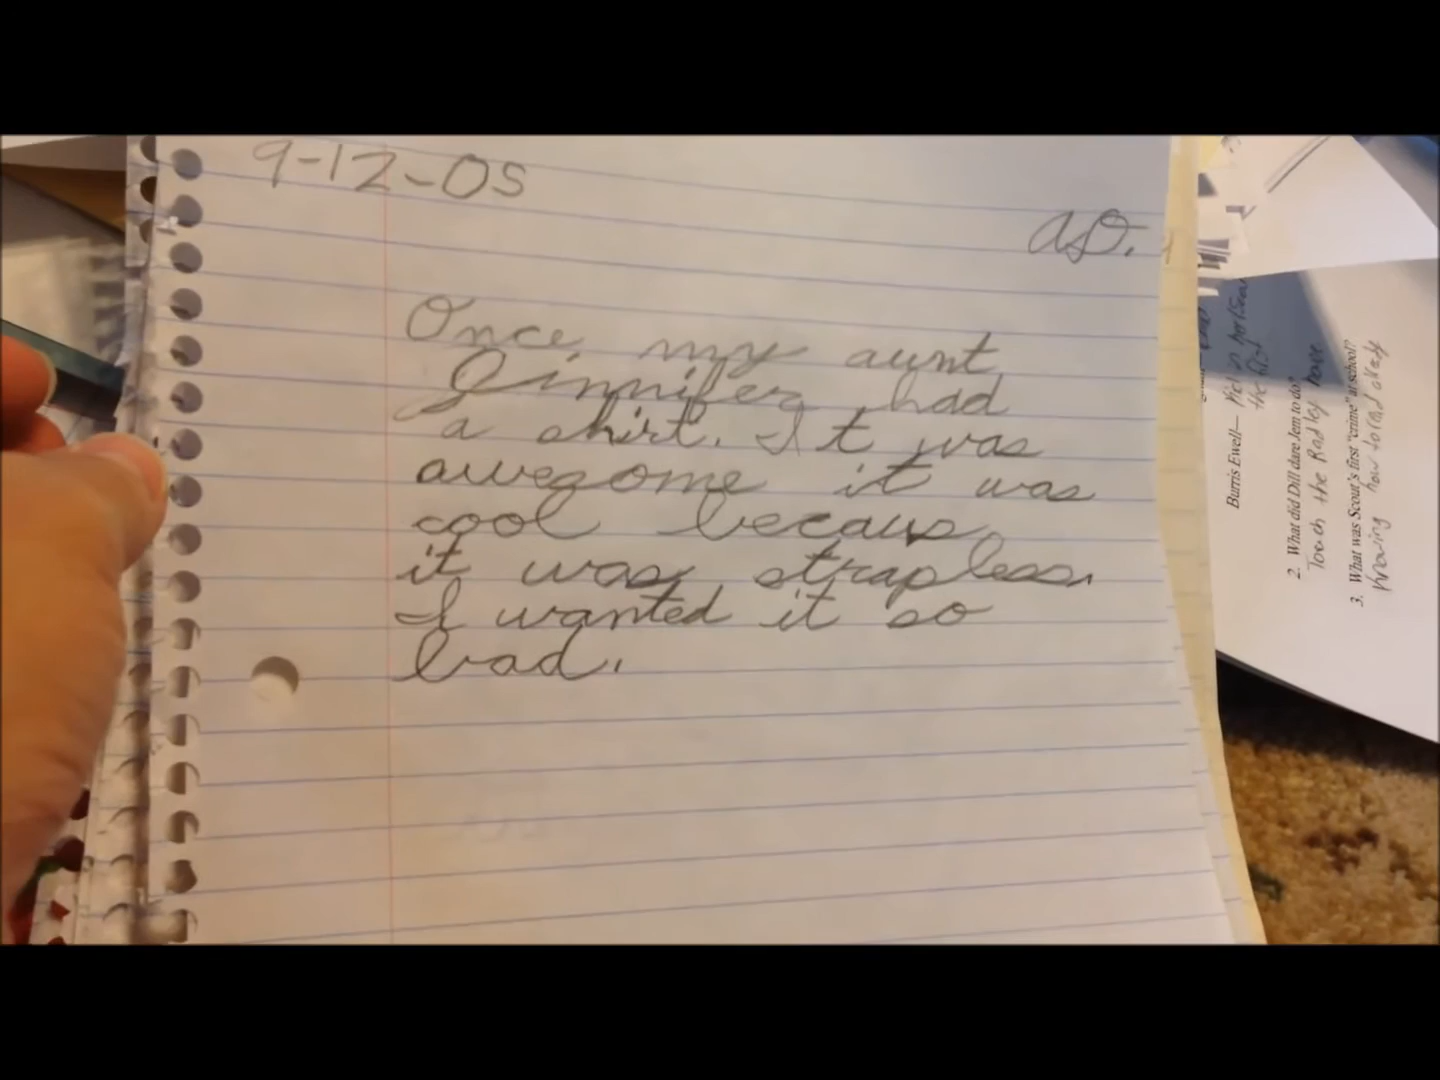 9-12-05
A.D.
Once my aunt
Jinnifer had
a shirt. It was
awesome it was
cool becaus
it was strapless.
I wanted it so
bad.
Burris Ewell—
2. What did Dill dare Jem to do?
Touch the Radley house
3. What was Scout's first "crime" at school?
Knowing how to read already